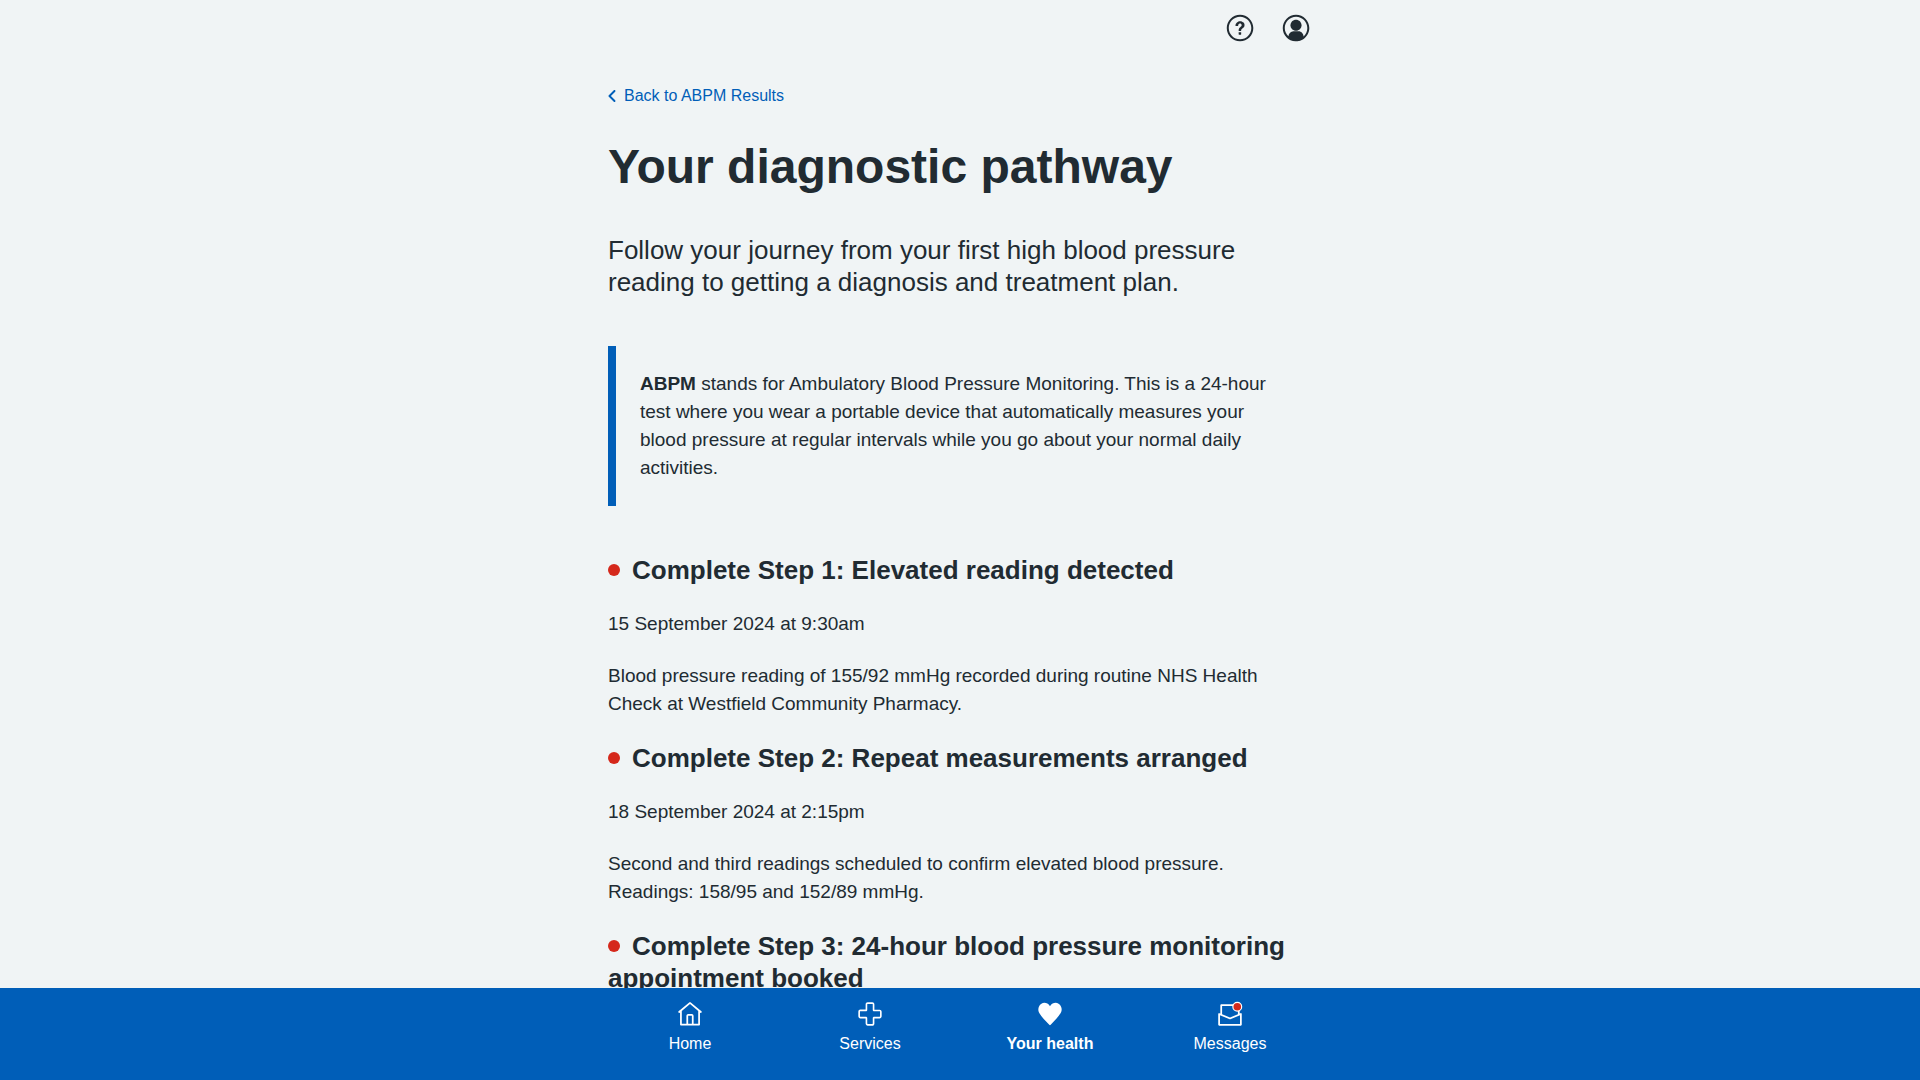 Back to ABPM Results
Your diagnostic pathway
Follow your journey from your first high blood pressure
reading to getting a diagnosis and treatment plan.
ABPM stands for Ambulatory Blood Pressure Monitoring. This is a 24-hour
test where you wear a portable device that automatically measures your
blood pressure at regular intervals while you go about your normal daily
activities.
Complete Step 1: Elevated reading detected
15 September 2024 at 9:30am
Blood pressure reading of 155/92 mmHg recorded during routine NHS Health
Check at Westfield Community Pharmacy.
Complete Step 2: Repeat measurements arranged
18 September 2024 at 2:15pm
Second and third readings scheduled to confirm elevated blood pressure.
Readings: 158/95 and 152/89 mmHg.
Complete Step 3: 24-hour blood pressure monitoring
appointment booked
Home
Services
Your health
Messages